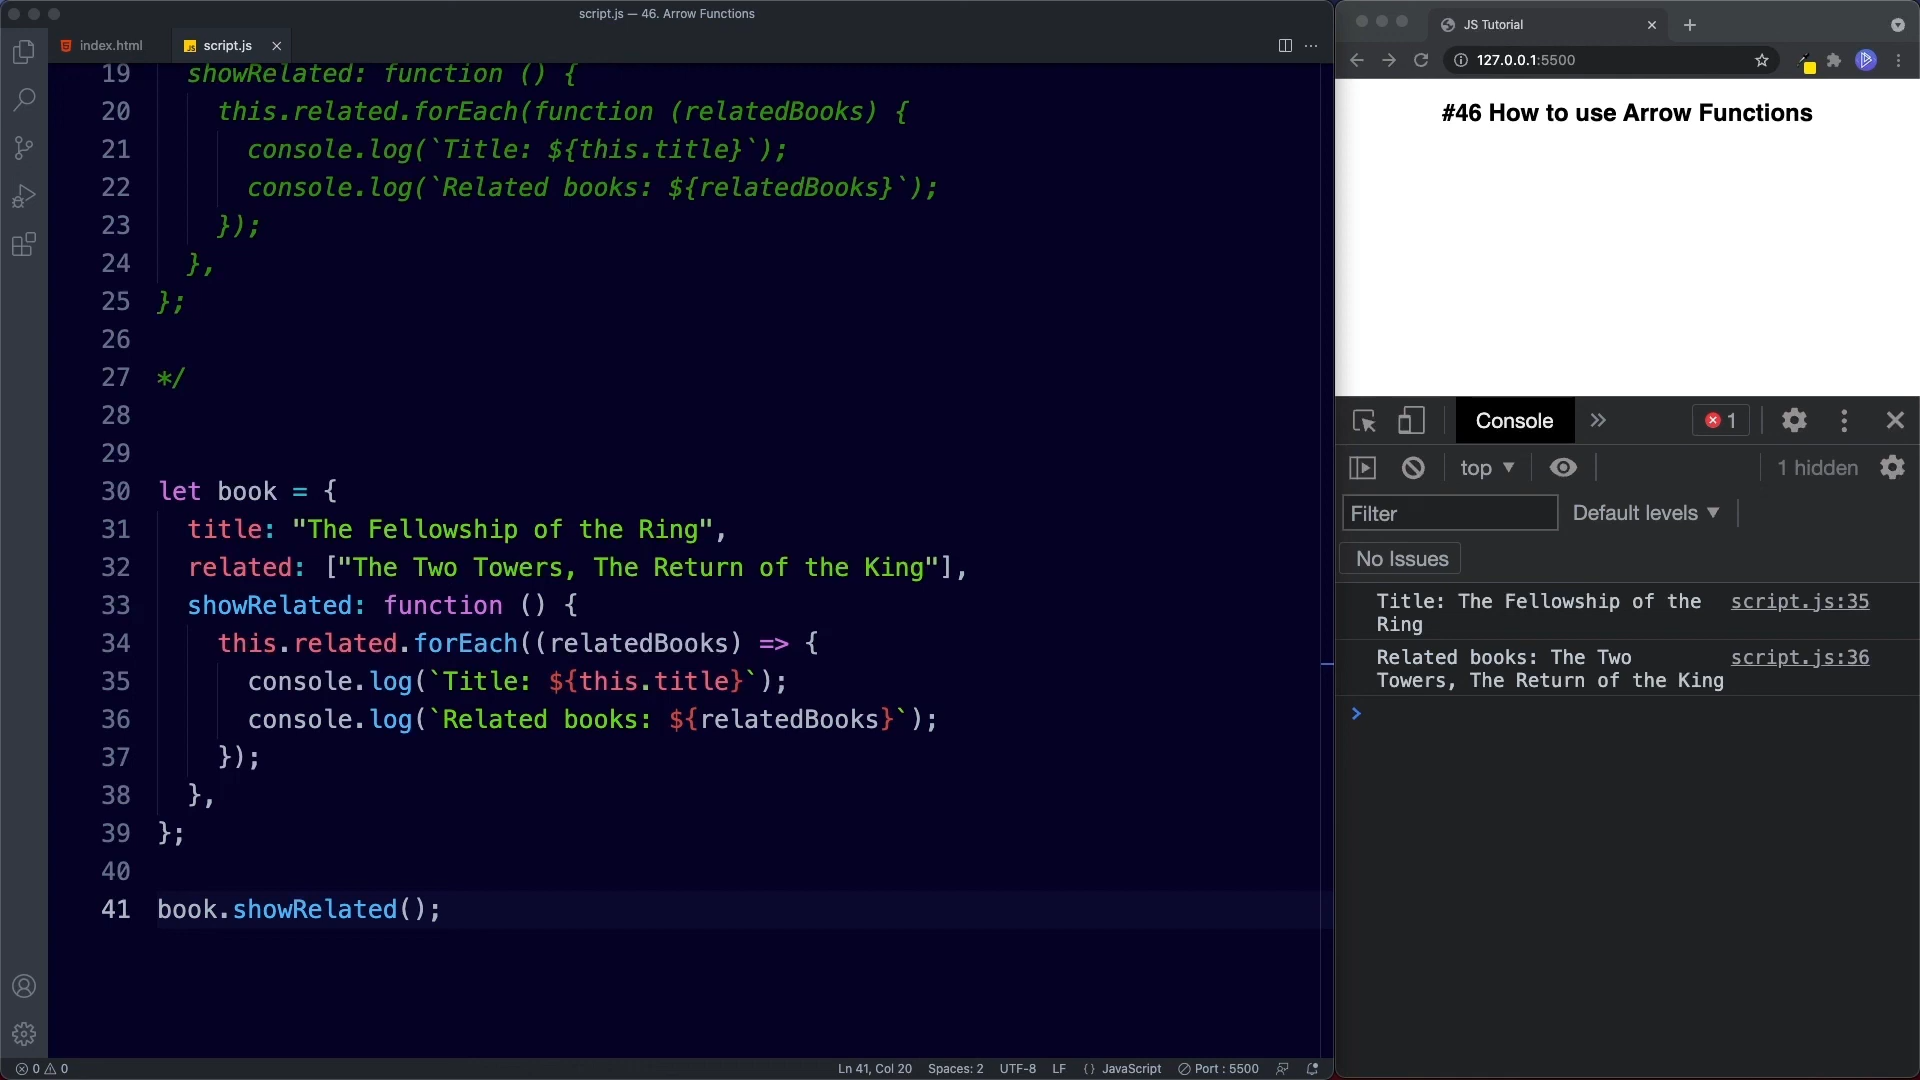 script.js — 46. Arrow Functions
index.html
script.js
19 showRelated: function () {
20 this.related.forEach(function (relatedBooks) {
21 console.log(`Title: ${this.title}`);
22 console.log(`Related books: ${relatedBooks}`);
23 });
24 },
25 };
26
27 */
28
29
30 let book = {
31 title: "The Fellowship of the Ring",
32 related: ["The Two Towers, The Return of the King"],
33 showRelated: function () {
34 this.related.forEach((relatedBooks) => {
35 console.log(`Title: ${this.title}`);
36 console.log(`Related books: ${relatedBooks}`);
37 });
38 },
39 };
40
41 book.showRelated();
0 0
Ln 41, Col 20 Spaces: 2 UTF-8 LF {} JavaScript Port : 5500
JS Tutorial
127.0.0.1:5500
#46 How to use Arrow Functions
Console 1
top 1 hidden
Filter Default levels
No Issues
Title: The Fellowship of the script.js:35
Ring
Related books: The Two script.js:36
Towers, The Return of the King